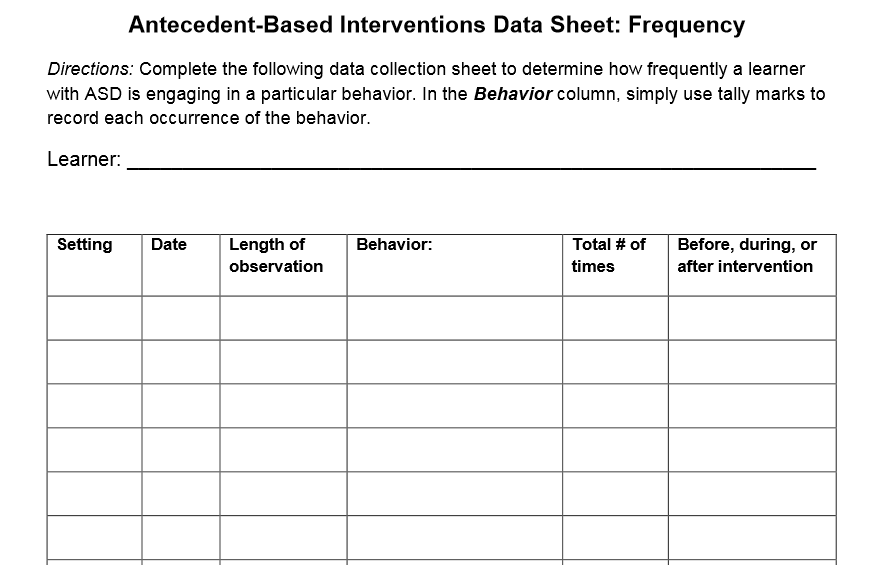 Antecedent-Based Interventions Data Sheet: Frequency
Directions: Complete the following data collection sheet to determine how frequently a learner
with ASD is engaging in a particular behavior. In the Behavior column, simply use tally marks to
record each occurrence of the behavior.
Learner:
Setting Date Length of observation Behavior: Total # of times Before, during, or after intervention